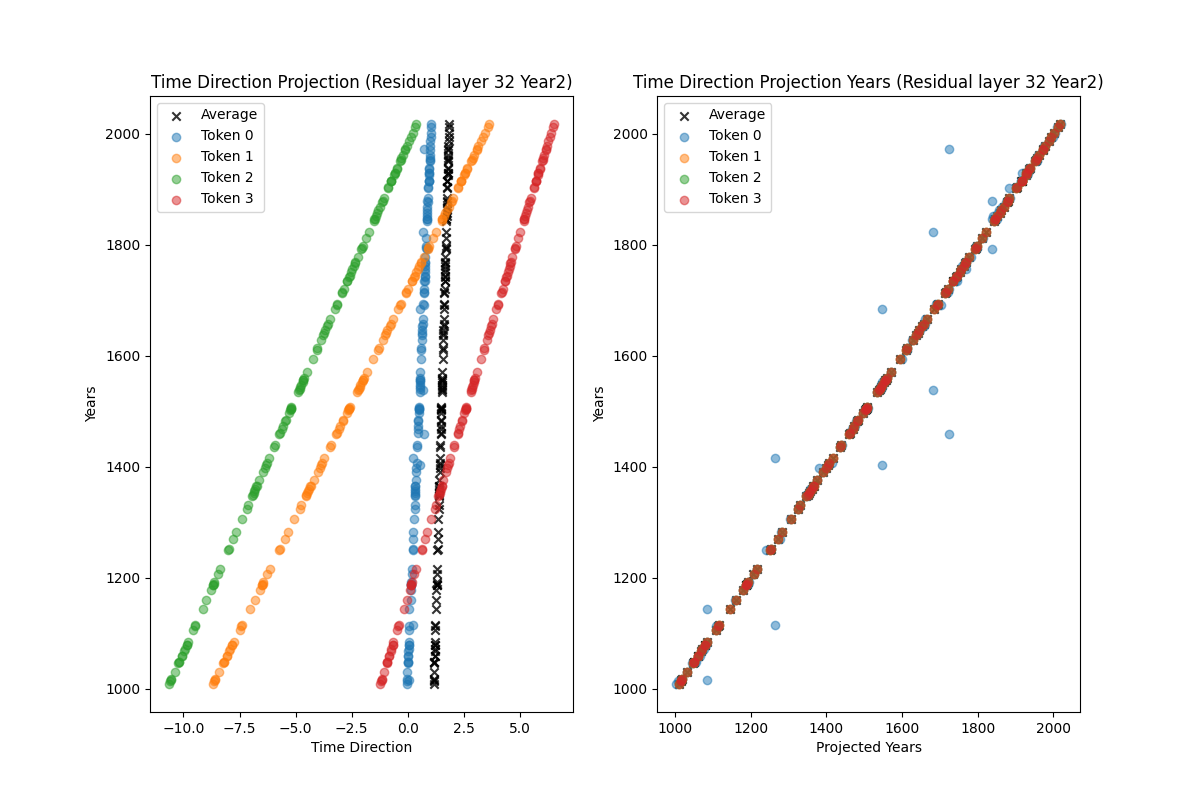 Time Direction Projection (Residual layer 32 Year2)
Average
Token 0
Token 1
Token 2
Token 3
2000
1800
1600
1400
1200
1000
Years
−10.0 −7.5 −5.0 −2.5 0.0 2.5 5.0
Time Direction
Time Direction Projection Years (Residual layer 32 Year2)
Average
Token 0
Token 1
Token 2
Token 3
2000
1800
1600
1400
1200
1000
Years
1000 1200 1400 1600 1800 2000
Projected Years